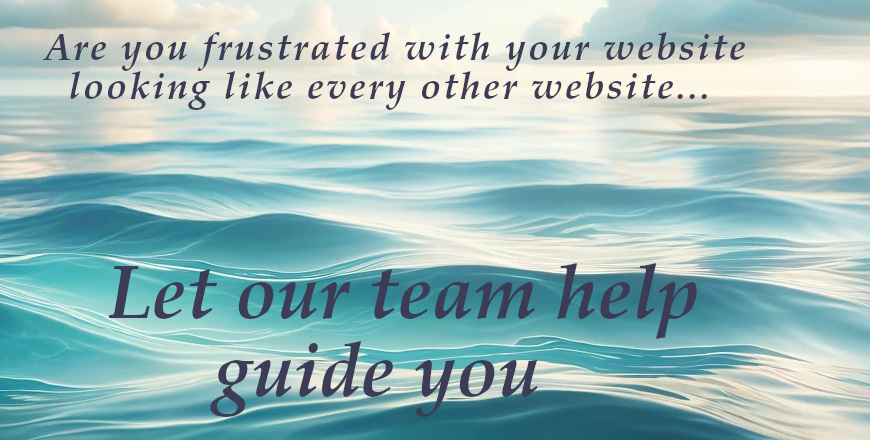 Are you frustrated with your website
looking like every other website...
Let our team help
guide you